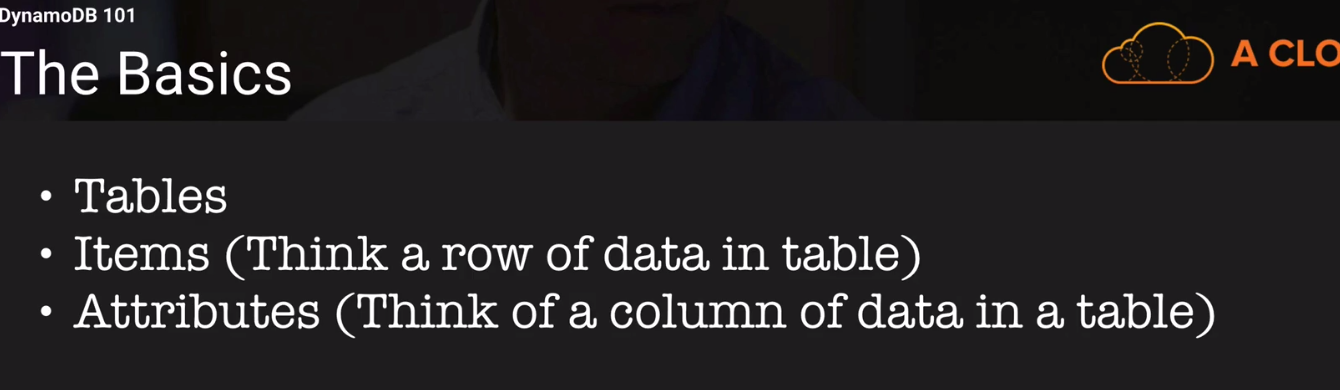 DynamoDB 101
The Basics
A CLO
• Tables
• Items (Think a row of data in table)
• Attributes (Think of a column of data in a table)